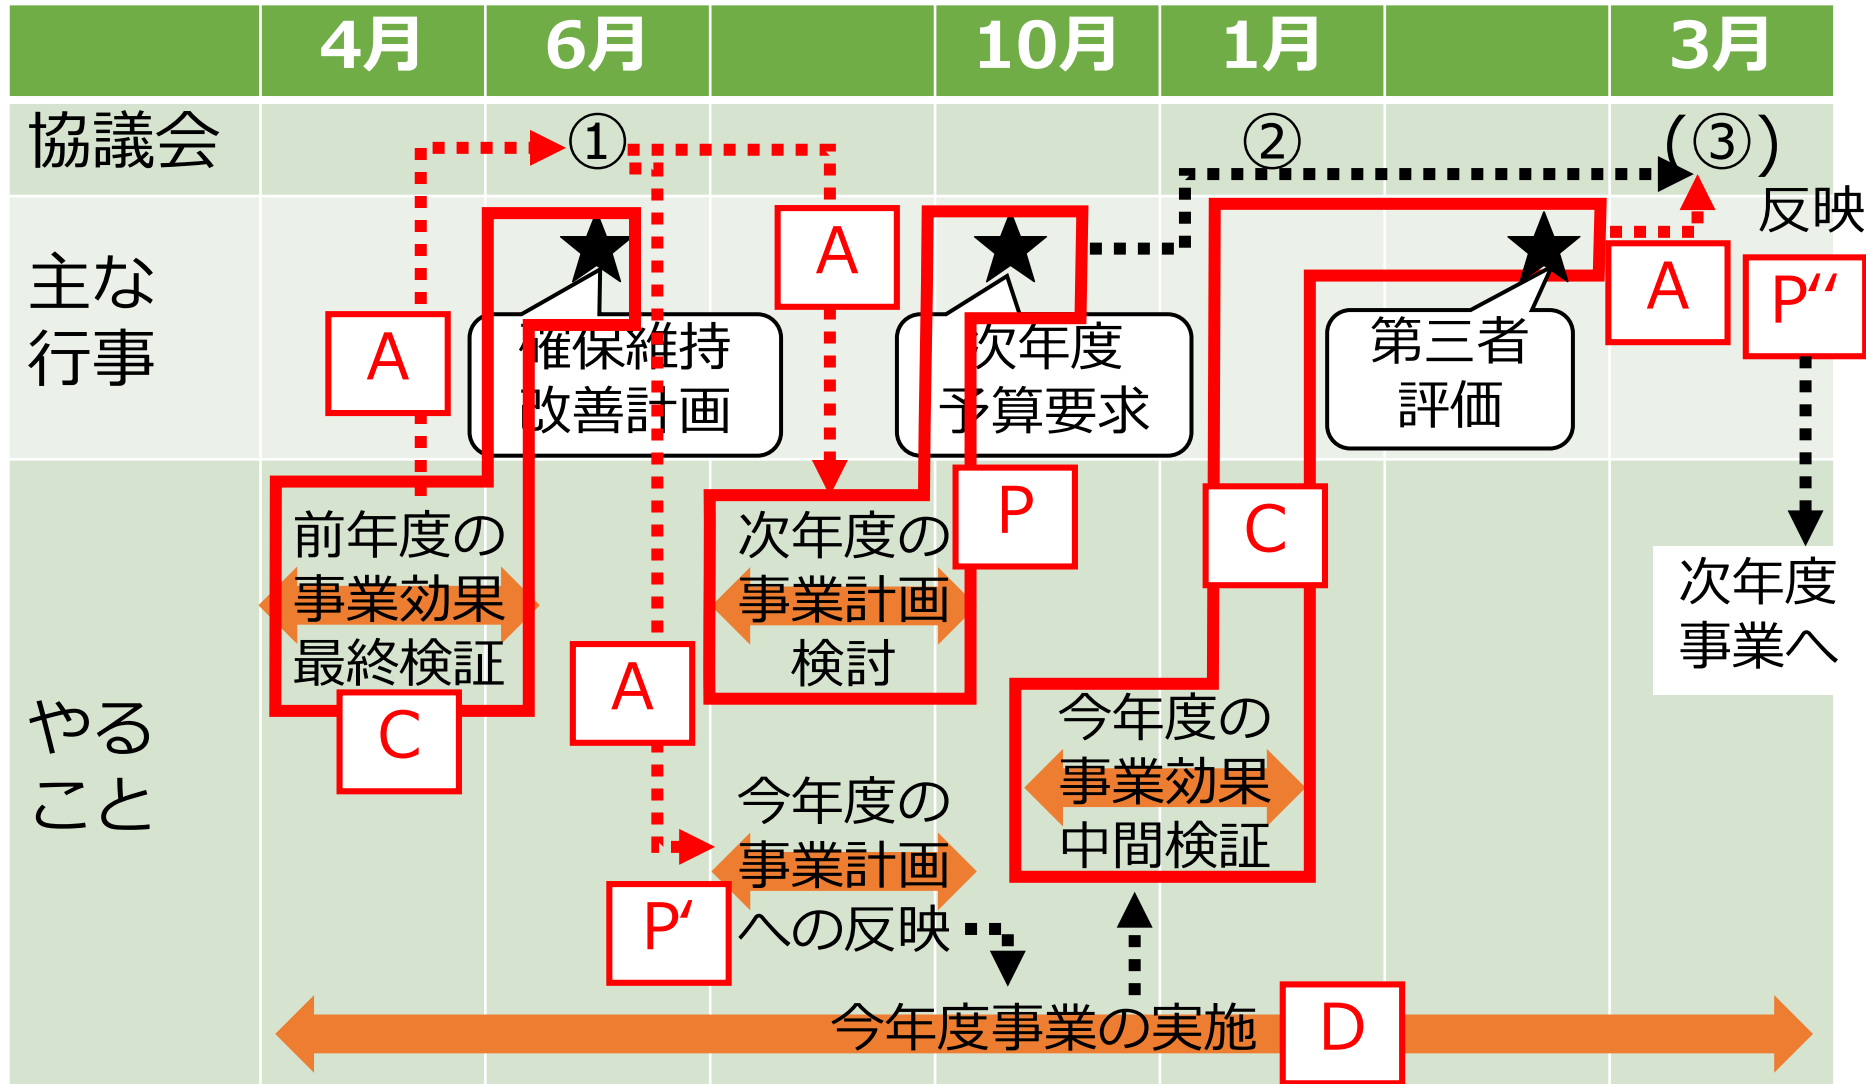 4月 6月 10月 1月 3月
協議会 ① ② (③)
反映
主な
行事
A
A
A
P“
確保維持
改善計画
次年度
予算要求
第三者
評価
やる
こと
前年度の
事業効果
最終検証
C
次年度の
事業計画
検討
P
C
次年度
事業へ
A
今年度の
事業計画
への反映
P‘
今年度の
事業効果
中間検証
今年度事業の実施
D